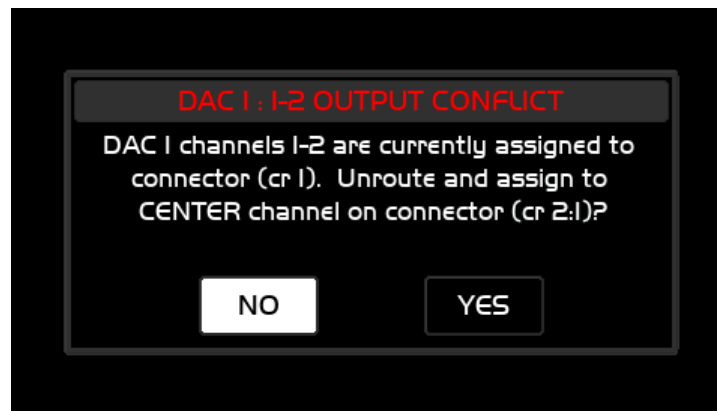 DAC 1 : 1-2 OUTPUT CONFLICT
DAC 1 channels 1-2 are currently assigned to
connector (cr 1).  Unroute and assign to
CENTER channel on connector (cr 2:1)?
NO
YES